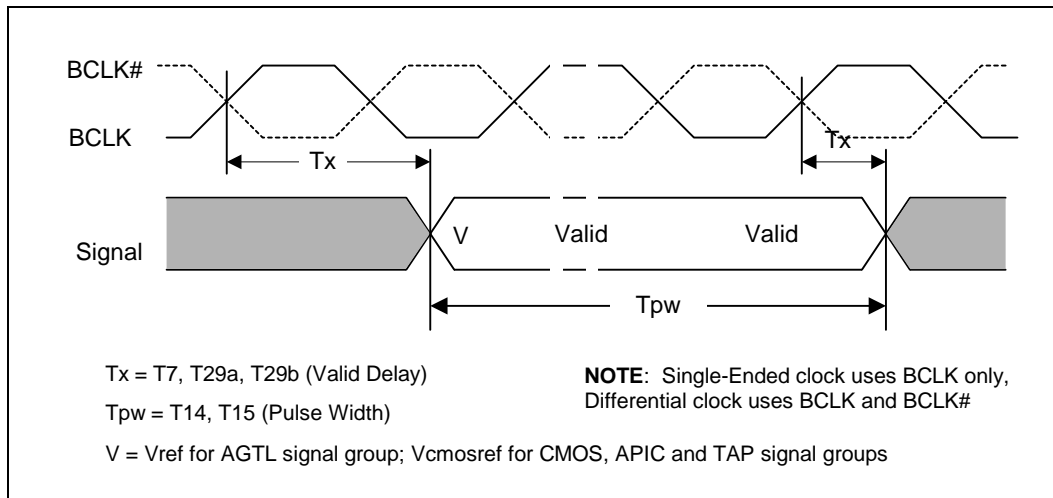 BCLK#
BCLK
Tx
Tx
Signal
V
Valid
Valid
Tpw
Tx = T7, T29a, T29b (Valid Delay)
Tpw = T14, T15 (Pulse Width)
V = Vref for AGTL signal group; Vcmosref for CMOS, APIC and TAP signal groups
NOTE: Single-Ended clock uses BCLK only,
Differential clock uses BCLK and BCLK#